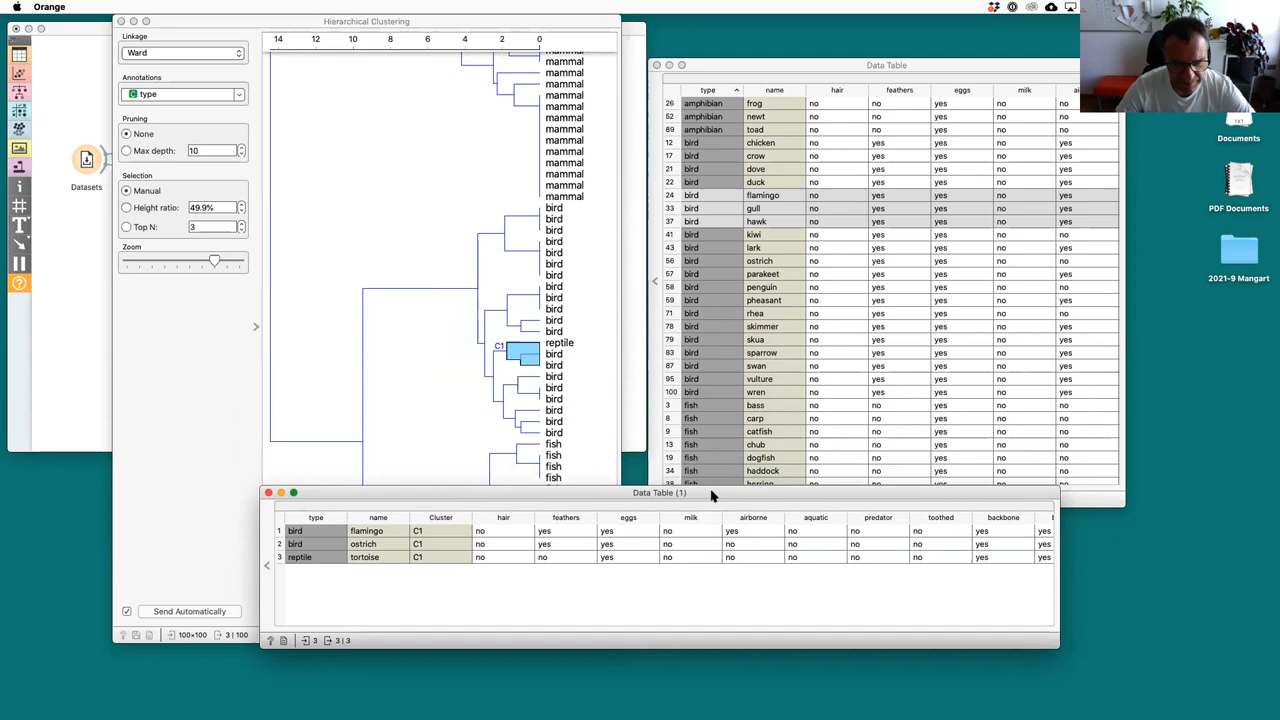 Orange
Hierarchical Clustering
Linkage
Ward
Annotations
C type
Pruning
None
Max depth: 10
Selection
Manual
Height ratio: 49.9%
Top N: 3
Zoom
Send Automatically
100×100 3 | 100
Datasets
14 12 10 8 6 4 2 0
mammal
mammal
mammal
mammal
mammal
mammal
mammal
mammal
mammal
mammal
mammal
mammal
mammal
mammal
bird
bird
bird
bird
bird
bird
bird
bird
bird
bird
bird
bird
C1 reptile
bird
bird
bird
bird
bird
bird
bird
bird
fish
fish
fish
fish
Data Table
type name hair feathers eggs milk
26 amphibian frog no no yes no no
52 amphibian newt no no yes no no
89 amphibian toad no no yes no no
12 bird chicken no yes yes no yes
17 bird crow no yes yes no yes
21 bird dove no yes yes no yes
22 bird duck no yes yes no yes
24 bird flamingo no yes yes no yes
33 bird gull no yes yes no yes
37 bird hawk no yes yes no yes
41 bird kiwi no yes yes no no
43 bird lark no yes yes no yes
56 bird ostrich no yes yes no no
57 bird parakeet no yes yes no yes
58 bird penguin no yes yes no no
59 bird pheasant no yes yes no yes
71 bird rhea no yes yes no no
78 bird skimmer no yes yes no yes
79 bird skua no yes yes no yes
83 bird sparrow no yes yes no yes
87 bird swan no yes yes no yes
95 bird vulture no yes yes no yes
100 bird wren no yes yes no yes
3 fish bass no no yes no no
8 fish carp no no yes no no
9 fish catfish no no yes no no
13 fish chub no no yes no no
19 fish dogfish no no yes no no
34 fish haddock no no yes no no
Data Table (1)
type name Cluster hair feathers eggs milk airborne aquatic predator toothed backbone
1 bird flamingo C1 no yes yes no yes no no no yes yes
2 bird ostrich C1 no yes yes no no no no no yes yes
3 reptile tortoise C1 no no yes no no no no no yes yes
3 3 | 3
Documents
PDF Documents
2021-9 Mangart